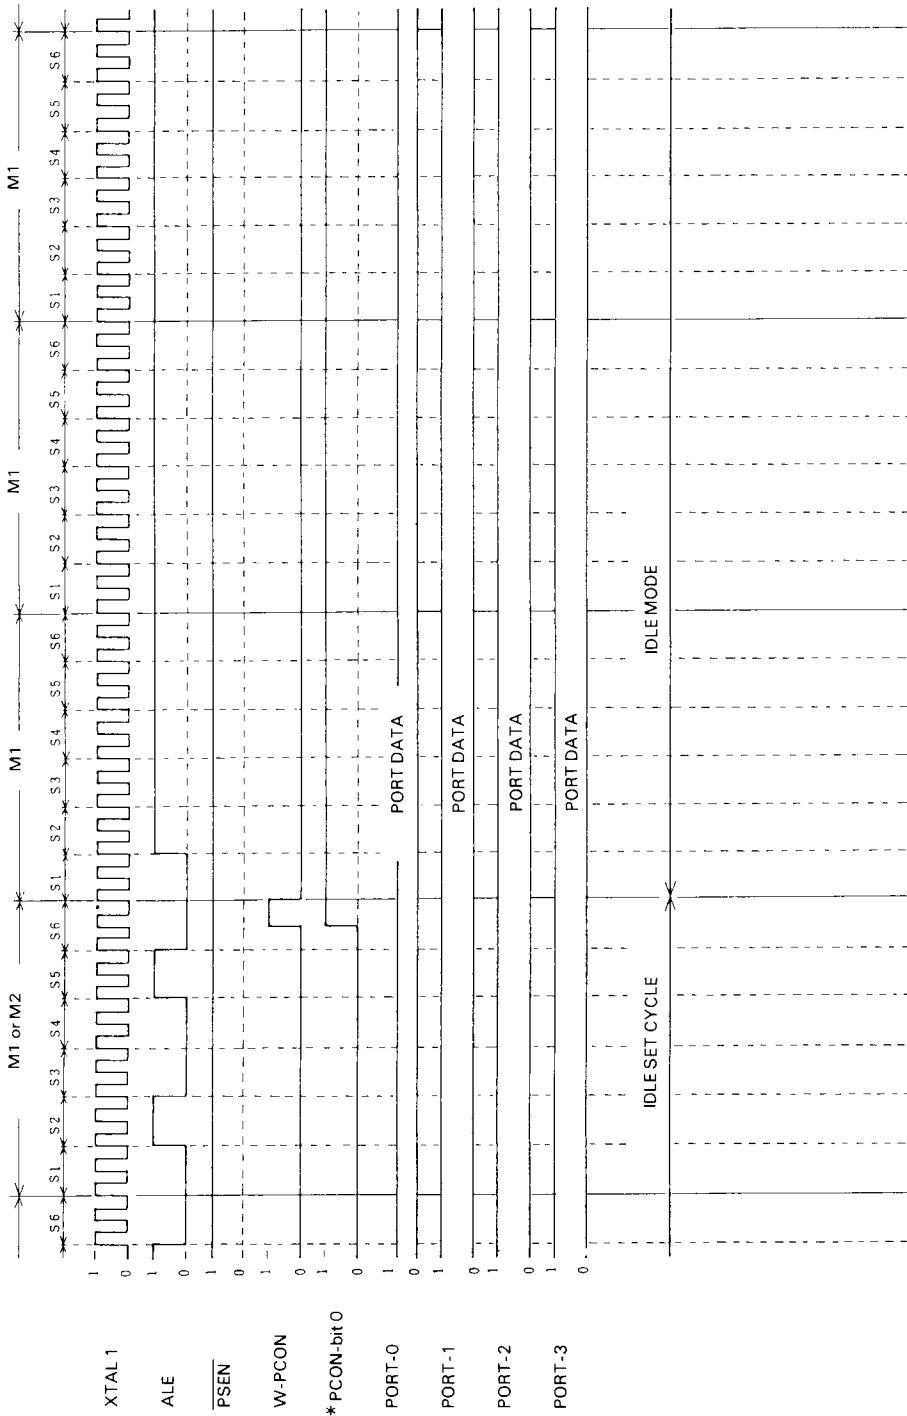 M1 or M2 M1 M1 M1
S6 S1 S2 S3 S4 S5 S6 S1 S2 S3 S4 S5 S6 S1 S2 S3 S4 S5 S6 S1 S2 S3 S4 S5 S6
1
XTAL 1
0
1
ALE
0
1
PSEN
0
1
W-PCON
0
1
* PCON-bit 0
0
1
PORT-0 PORT DATA
0
1
PORT-1 PORT DATA
0
1
PORT-2 PORT DATA
0
1
PORT-3 PORT DATA
0
IDLE SET CYCLE IDLE MODE